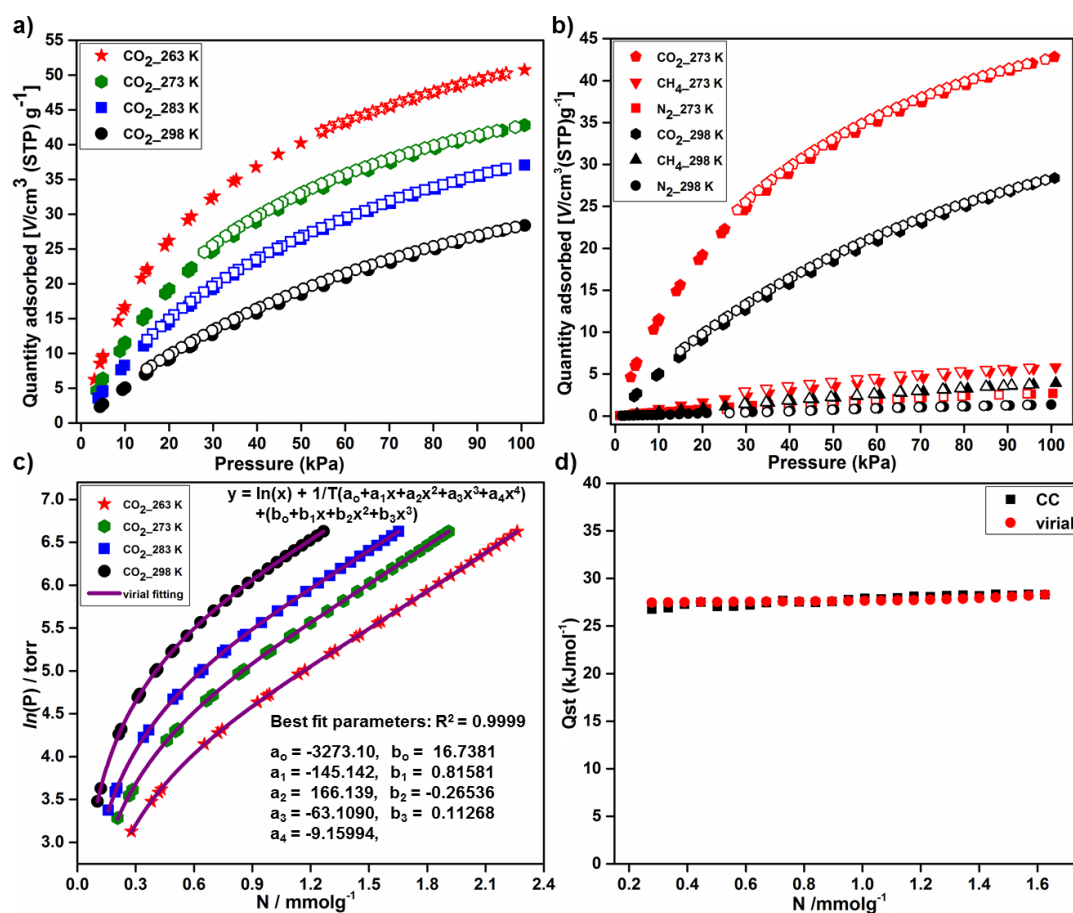 a)
Quantity adsorbed [V/cm³ (STP) g⁻¹
55
50
45
40
35
30
25
20
15
10
5
0
CO₂_263 K
CO₂_273 K
CO₂_283 K
CO₂_298 K
0 10 20 30 40 50 60 70 80 90 100
Pressure (kPa)
b)
Quantity adsorbed [V/cm³(STP)g⁻¹
45
40
35
30
25
20
15
10
5
0
CO₂_273 K
CH₄_273 K
N₂_273 K
CO₂_298 K
CH₄_298 K
N₂_298 K
0 10 20 30 40 50 60 70 80 90 100
Pressure (kPa)
c)
ln(P) / torr
7.0
6.5
6.0
5.5
5.0
4.5
4.0
3.5
3.0
CO₂_263 K
CO₂_273 K
CO₂_283 K
CO₂_298 K
virial fitting
y = ln(x) + 1/T(aₒ+a₁x+a₂x²+a₃x³+a₄x⁴)
+(bₒ+b₁x+b₂x²+b₃x³)
Best fit parameters: R² = 0.9999
aₒ = -3273.10, bₒ = 16.7381
a₁ = -145.142, b₁ = 0.81581
a₂ = 166.139, b₂ = -0.26536
a₃ = -63.1090, b₃ = 0.11268
a₄ = -9.15994,
0.0 0.3 0.6 0.9 1.2 1.5 1.8 2.1 2.4
N / mmolg⁻¹
d)
Qst (kJmol⁻¹)
40
35
30
25
20
15
10
5
0
CC
virial
0.2 0.4 0.6 0.8 1.0 1.2 1.4 1.6
N /mmolg⁻¹